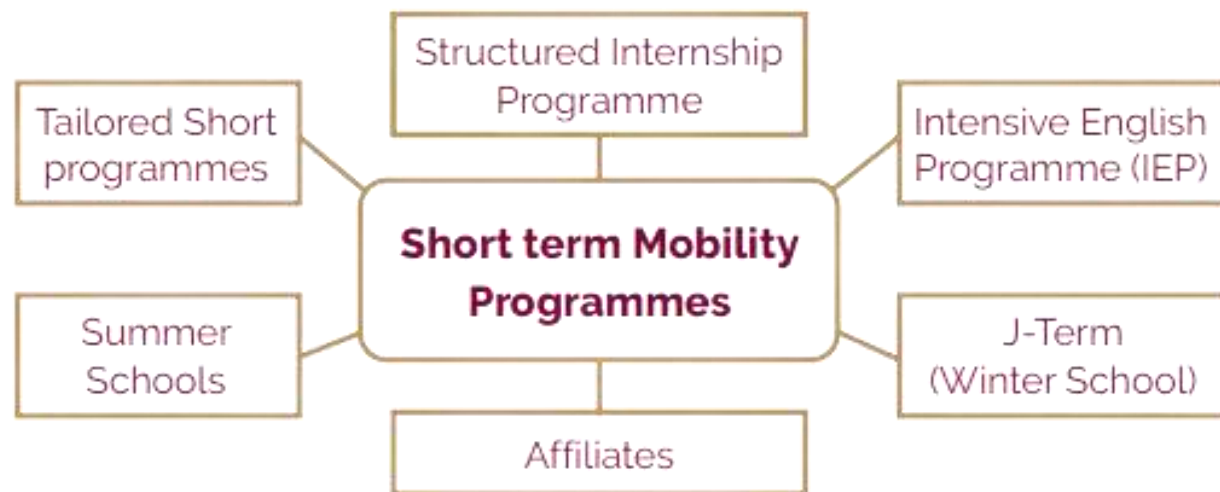 Structured Internship
Programme
Tailored Short
programmes
Intensive English
Programme (IEP)
Short term Mobility
Programmes
Summer
Schools
J-Term
(Winter School)
Affiliates